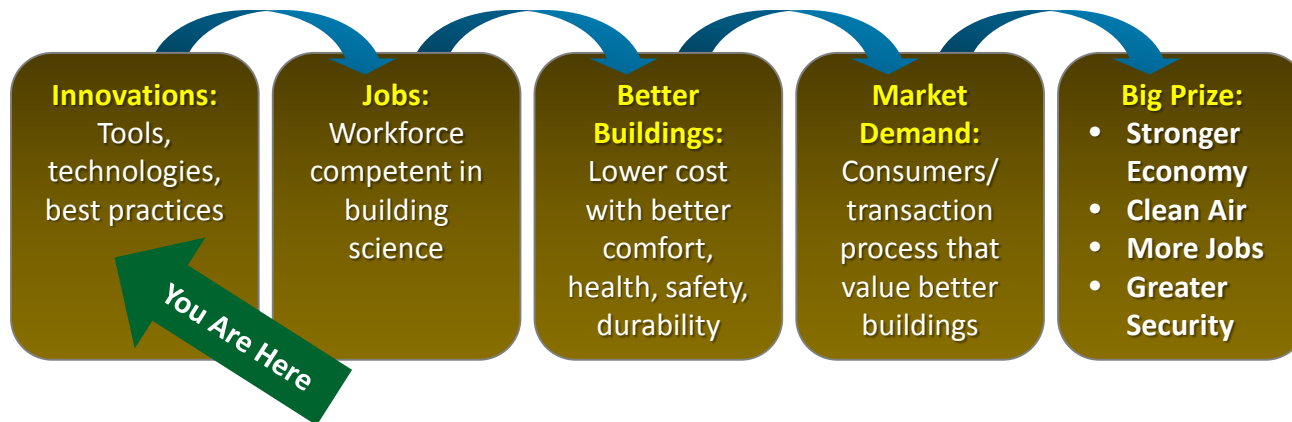 Innovations:
Tools,
technologies,
best practices
You Are Here
Jobs:
Workforce
competent in
building
science
Better
Buildings:
Lower cost
with better
comfort,
health, safety,
durability
Market
Demand:
Consumers/
transaction
process that
value better
buildings
Big Prize:
• Stronger
Economy
• Clean Air
• More Jobs
• Greater
Security